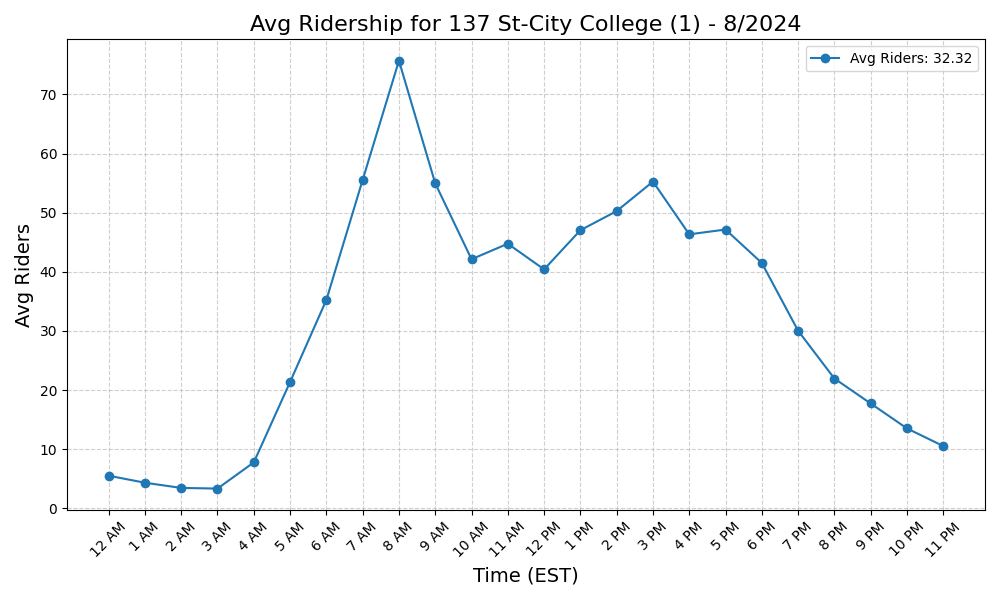 Avg Ridership for 137 St-City College (1) - 8/2024
Avg Riders: 32.32
Avg Riders
70
60
50
40
30
20
10
0
12 AM
1 AM
2 AM
3 AM
4 AM
5 AM
6 AM
7 AM
8 AM
9 AM
10 AM
11 AM
12 PM
1 PM
2 PM
3 PM
4 PM
5 PM
6 PM
7 PM
8 PM
9 PM
10 PM
11 PM
Time (EST)